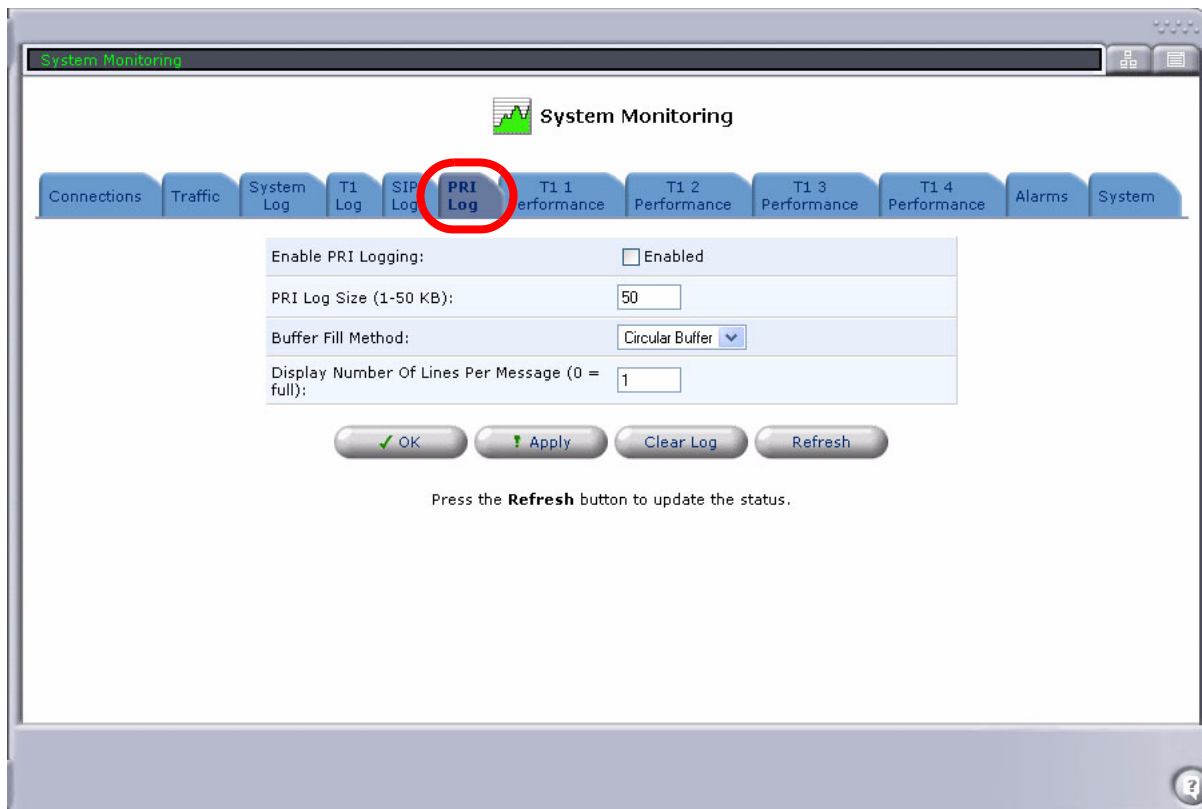 System Monitoring
System Monitoring
Connections
Traffic
System
Log
T1
Log
SIP
Log
PRI
Log
T1 1
Performance
T1 2
Performance
T1 3
Performance
T1 4
Performance
Alarms
System
Enable PRI Logging:
Enabled
PRI Log Size (1-50 KB):
50
Buffer Fill Method:
Circular Buffer
Display Number Of Lines Per Message (0 =
full):
1
OK
Apply
Clear Log
Refresh
Press the Refresh button to update the status.
?